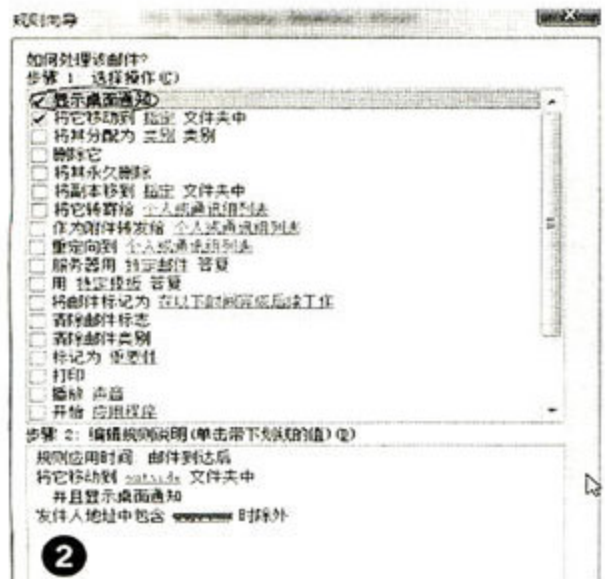 规则向导
如何处理该邮件?
步骤 1: 选择操作(C)
显示桌面通知
将它移动到 指定 文件夹中
将其分配为 类别 类别
删除它
将其永久删除
将副本移到 指定 文件夹中
将它转寄给 个人或通讯组列表
作为附件转发给 个人或通讯组列表
重定向到 个人或通讯组列表
服务器用 特定邮件 答复
用 特定模板 答复
将邮件标记为 在以下时间完成后续工作
清除邮件标志
清除邮件类别
标记为 重要性
打印
播放 声音
开始 应用程序
步骤 2: 编辑规则说明(单击带下划线的值)(D)
规则应用时间: 邮件到达后
将它移动到 outside 文件夹中
并且显示桌面通知
发件人地址中包含 时除外
2